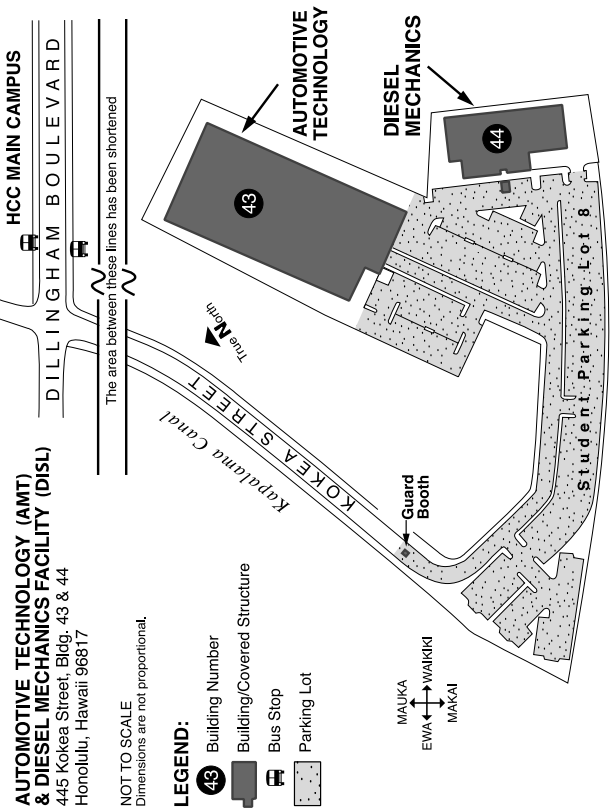 AUTOMOTIVE TECHNOLOGY (AMT)
& DIESEL MECHANICS FACILITY (DISL)
445 Kokea Street, Bldg. 43 & 44
Honolulu, Hawaii 96817
NOT TO SCALE
Dimensions are not proportional.
LEGEND:
43 Building Number
Building/Covered Structure
Bus Stop
Parking Lot
HCC MAIN CAMPUS
DILLINGHAM BOULEVARD
The area between these lines has been shortened
True North
KOKEA STREET
Kapalama Canal
Guard
Booth
MAUKA
EWA
WAIKIKI
MAKAI
AUTOMOTIVE
TECHNOLOGY
43
DIESEL
MECHANICS
44
Student Parking Lot 8